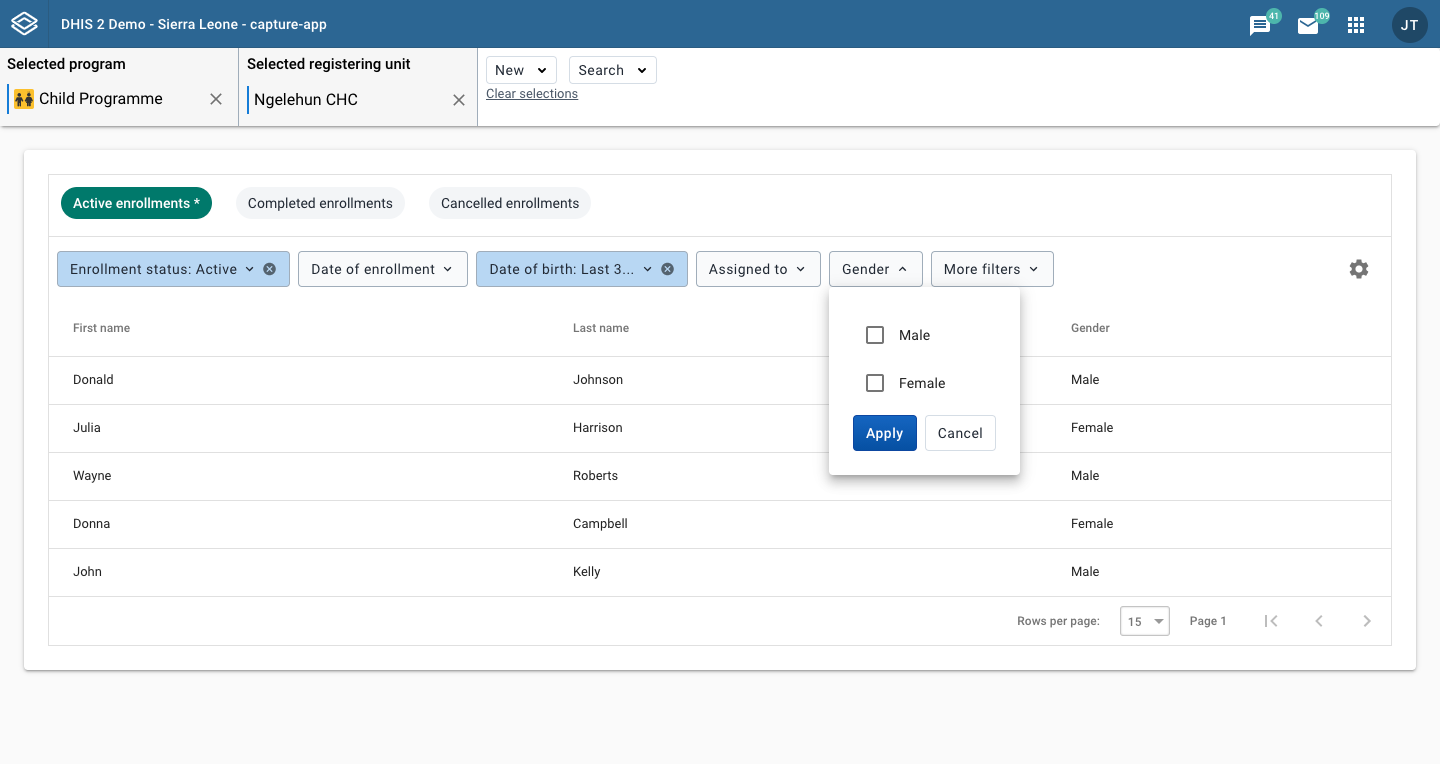 DHIS 2 Demo - Sierra Leone - capture-app
41
109
JT
Selected program
Child Programme
Selected registering unit
Ngelehun CHC
New
Search
Clear selections
Active enrollments *
Completed enrollments
Cancelled enrollments
Enrollment status: Active
Date of enrollment
Date of birth: Last 3...
Assigned to
Gender
More filters
Male
Female
Apply
Cancel
First name
Last name
Gender
Donald
Johnson
Male
Julia
Harrison
Female
Wayne
Roberts
Male
Donna
Campbell
Female
John
Kelly
Male
Rows per page:
15
Page 1